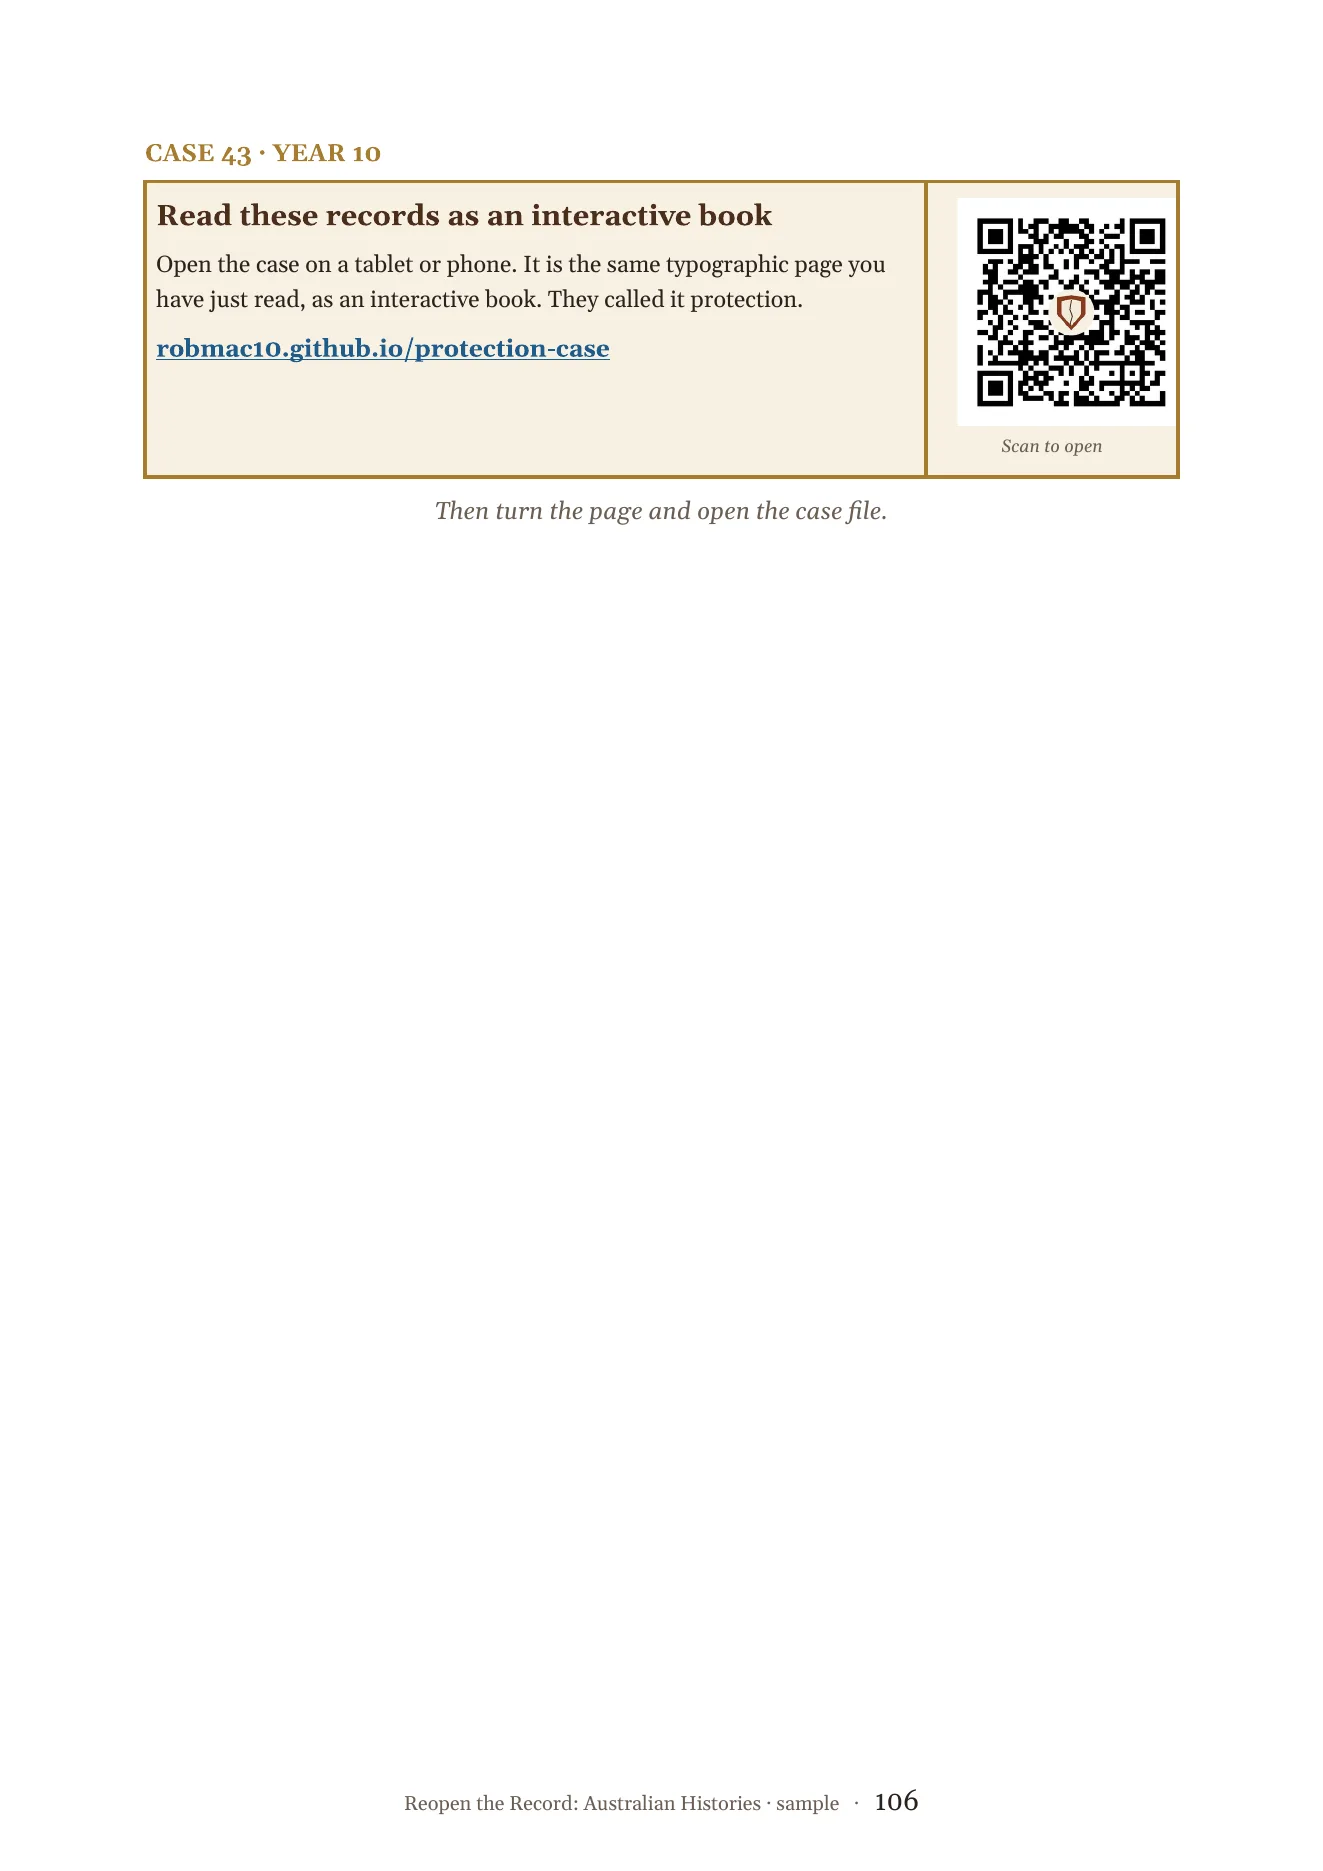 CASE 43 · YEAR 10
Read these records as an interactive book
Open the case on a tablet or phone. It is the same typographic page you
have just read, as an interactive book. They called it protection.
robmac10.github.io/protection-case
Scan to open
Then turn the page and open the case file.
Reopen the Record: Australian Histories · sample · 106